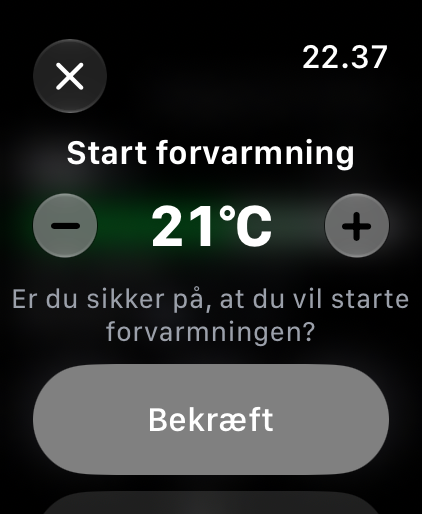 22.37
Start forvarmning
21°C
Er du sikker på, at du vil starte
forvarmningen?
Bekræft